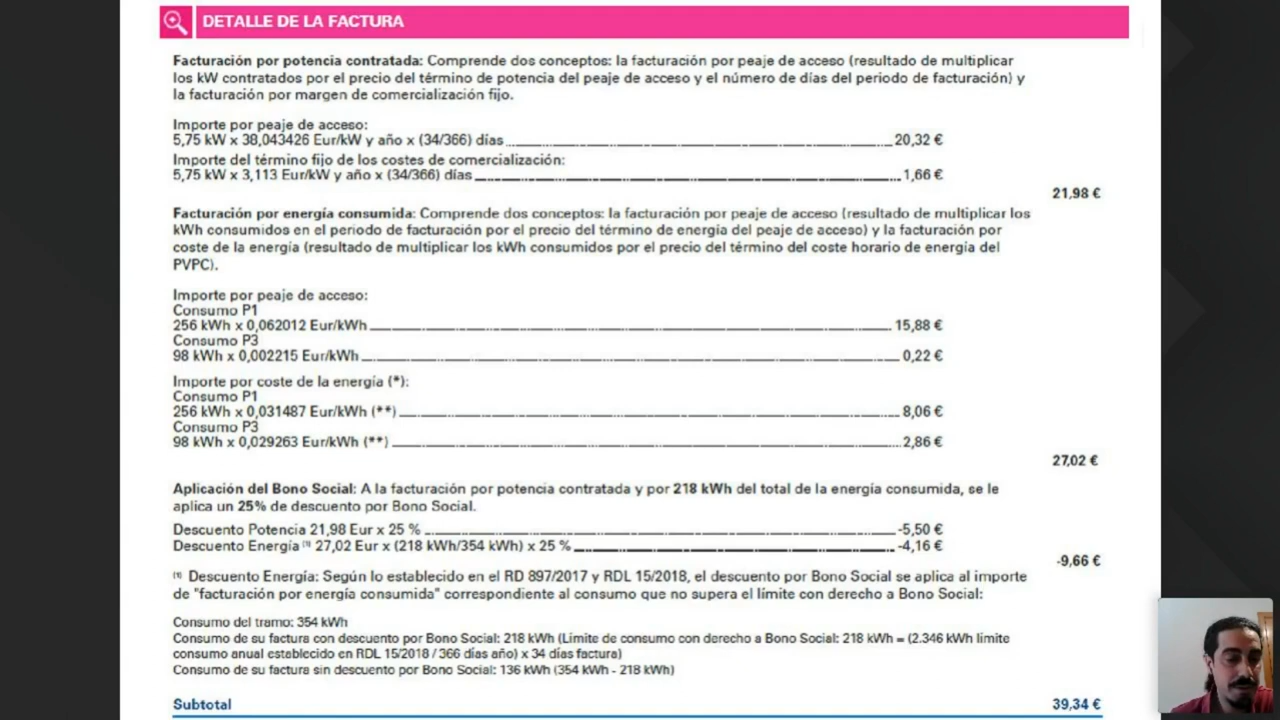 DETALLE DE LA FACTURA
Facturación por potencia contratada: Comprende dos conceptos: la facturación por peaje de acceso (resultado de multiplicar
los kW contratados por el precio del término de potencia del peaje de acceso y el número de días del periodo de facturación) y
la facturación por margen de comercialización fijo.
Importe por peaje de acceso:
5,75 kW x 38,043426 Eur/kW y año x (34/366) días 20,32 €
Importe del término fijo de los costes de comercialización:
5,75 kW x 3,113 Eur/kW y año x (34/366) días 1,66 €
21,98 €
Facturación por energía consumida: Comprende dos conceptos: la facturación por peaje de acceso (resultado de multiplicar los
kWh consumidos en el periodo de facturación por el precio del término de energia del peaje de acceso) y la facturación por
coste de la energía (resultado de multiplicar los kWh consumidos por el precio del término del coste horario de energía del
PVPC).
Importe por peaje de acceso:
Consumo P1
256 kWh x 0,062012 Eur/kWh 15,88 €
Consumo P3
98 kWh x 0,002215 Eur/kWh 0,22 €
Importe por coste de la energía (*):
Consumo P1
256 kWh x 0,031487 Eur/kWh (**) 8,06 €
Consumo P3
98 kWh x 0,029263 Eur/kWh (**) 2,86 €
27,02 €
Aplicación del Bono Social: A la facturación por potencia contratada y por 218 kWh del total de la energía consumida, se le
aplica un 25% de descuento por Bono Social.
Descuento Potencia 21,98 Eur x 25 % -5,50 €
Descuento Energía (1) 27,02 Eur x (218 kWh/354 kWh) x 25 % -4,16 €
-9,66 €
(1) Descuento Energía: Según lo establecido en el RD 897/2017 y RDL 15/2018, el descuento por Bono Social se aplica al importe
de "facturación por energía consumida" correspondiente al consumo que no supera el límite con derecho a Bono Social:
Consumo del tramo: 354 kWh
Consumo de su factura con descuento por Bono Social: 218 kWh (Límite de consumo con derecho a Bono Social: 218 kWh = (2.346 kWh límite
consumo anual establecido en RDL 15/2018 / 366 días año) x 34 días factura)
Consumo de su factura sin descuento por Bono Social: 136 kWh (354 kWh - 218 kWh)
Subtotal 39,34 €